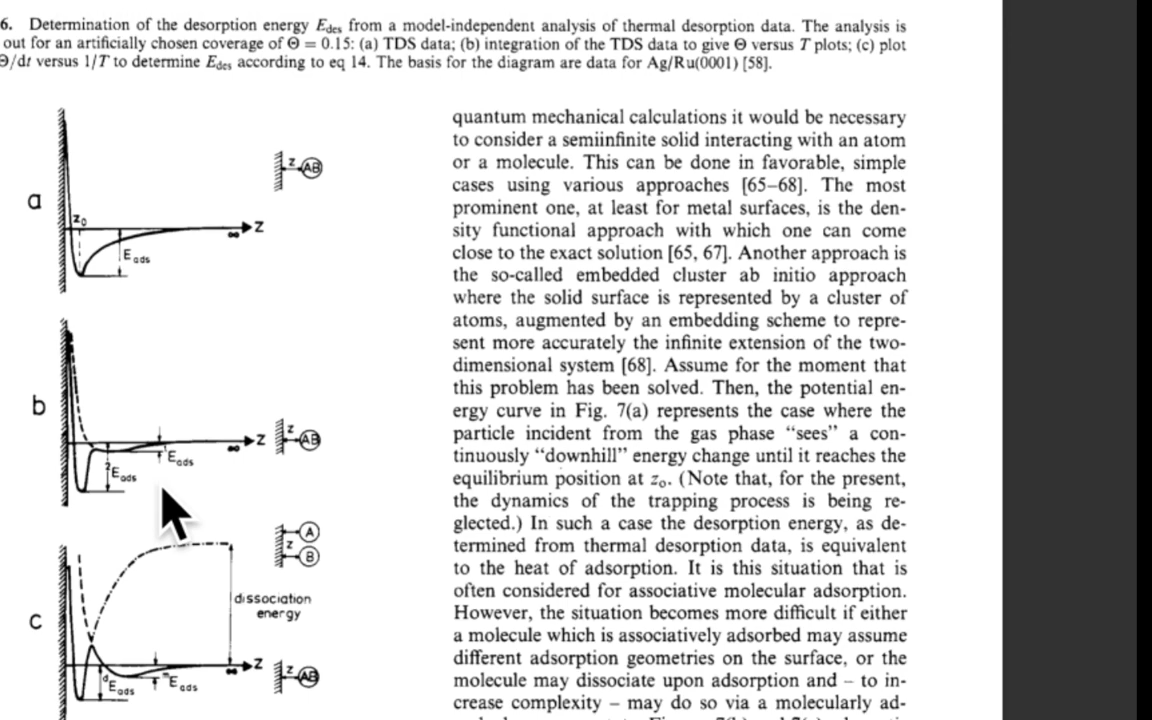 6. Determination of the desorption energy Edes from a model-independent analysis of thermal desorption data. The analysis is
out for an artificially chosen coverage of Θ = 0.15: (a) TDS data; (b) integration of the TDS data to give Θ versus T plots; (c) plot
Θ/dt versus 1/T to determine Edes according to eq 14. The basis for the diagram are data for Ag/Ru(0001) [58].
a
z₀
Eads
∞
Z
z
AB
b
Eads
Eads
∞
Z
z
AB
c
A
z
B
dissociation
energy
dEads
Eads
∞
Z
z
AB
quantum mechanical calculations it would be necessary
to consider a semiinfinite solid interacting with an atom
or a molecule. This can be done in favorable, simple
cases using various approaches [65–68]. The most
prominent one, at least for metal surfaces, is the den-
sity functional approach with which one can come
close to the exact solution [65, 67]. Another approach is
the so-called embedded cluster ab initio approach
where the solid surface is represented by a cluster of
atoms, augmented by an embedding scheme to repre-
sent more accurately the infinite extension of the two-
dimensional system [68]. Assume for the moment that
this problem has been solved. Then, the potential en-
ergy curve in Fig. 7(a) represents the case where the
particle incident from the gas phase “sees” a con-
tinuously “downhill” energy change until it reaches the
equilibrium position at z₀. (Note that, for the present,
the dynamics of the trapping process is being ne-
glected.) In such a case the desorption energy, as de-
termined from thermal desorption data, is equivalent
to the heat of adsorption. It is this situation that is
often considered for associative molecular adsorption.
However, the situation becomes more difficult if either
a molecule which is associatively adsorbed may assume
different adsorption geometries on the surface, or the
molecule may dissociate upon adsorption and – to in-
crease complexity – may do so via a molecularly ad-